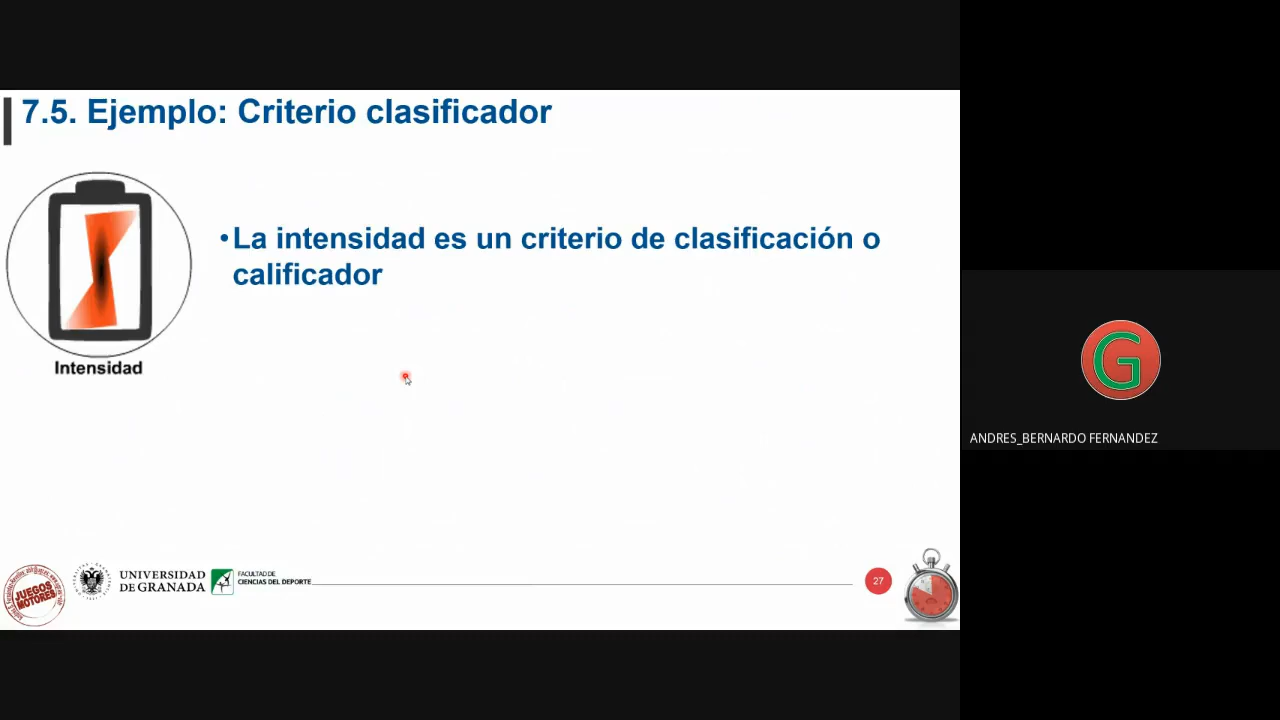 7.5. Ejemplo: Criterio clasificador
•La intensidad es un criterio de clasificación o
calificador
Intensidad
JUEGOS
MOTORES
UNIVERSIDAD
DE GRANADA
FACULTAD DE
CIENCIAS DEL DEPORTE
27
G
ANDRES_BERNARDO FERNANDEZ